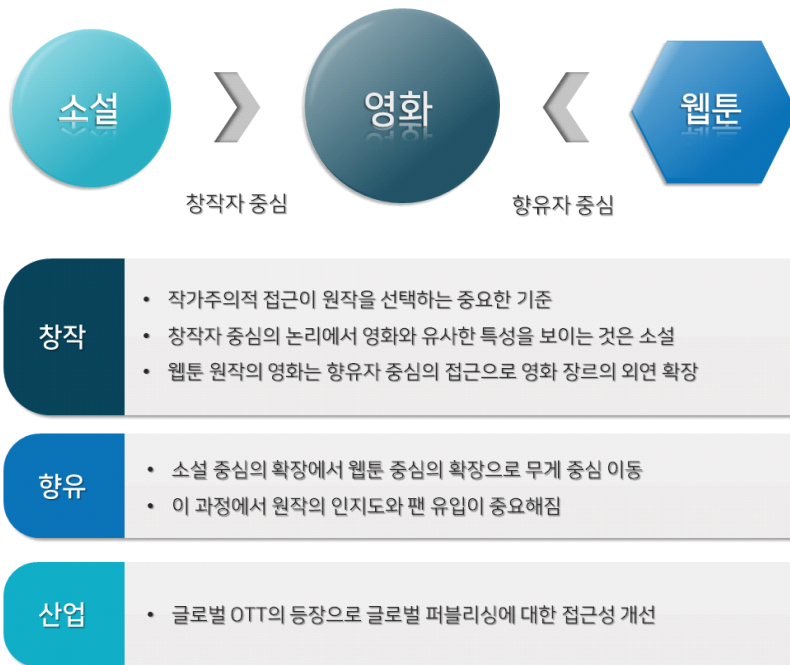 소설
영화
웹툰
창작자 중심
향유자 중심
창작
• 작가주의적 접근이 원작을 선택하는 중요한 기준
• 창작자 중심의 논리에서 영화와 유사한 특성을 보이는 것은 소설
• 웹툰 원작의 영화는 향유자 중심의 접근으로 영화 장르의 외연 확장
향유
• 소설 중심의 확장에서 웹툰 중심의 확장으로 무게 중심 이동
• 이 과정에서 원작의 인지도와 팬 유입이 중요해짐
산업
• 글로벌 OTT의 등장으로 글로벌 퍼블리싱에 대한 접근성 개선